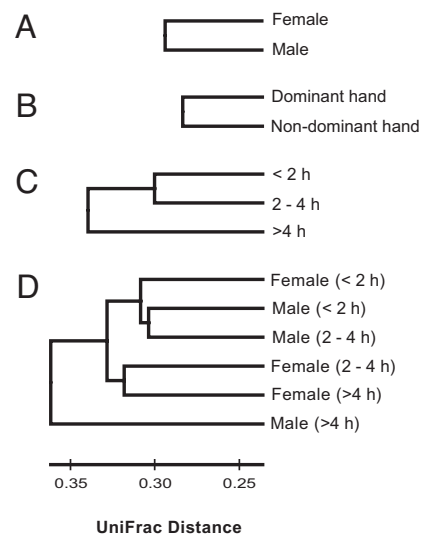 A
Female
Male
B
Dominant hand
Non-dominant hand
C
< 2 h
2 - 4 h
>4 h
D
Female (< 2 h)
Male (< 2 h)
Male (2 - 4 h)
Female (2 - 4 h)
Female (>4 h)
Male (>4 h)
0.35 0.30 0.25
UniFrac Distance